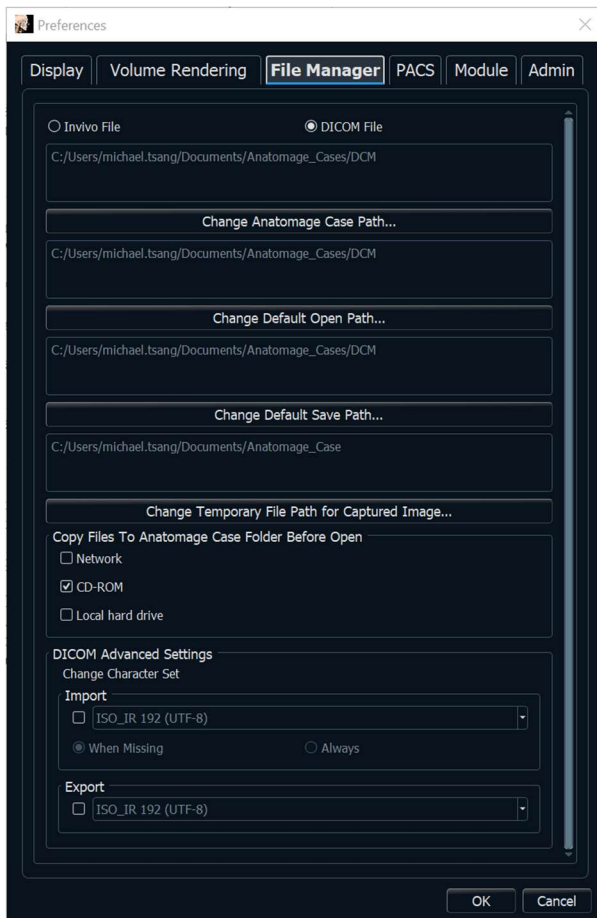 Preferences
Display Volume Rendering File Manager PACS Module Admin
Invivo File DICOM File
C:/Users/michael.tsang/Documents/Anatomage_Cases/DCM
Change Anatomage Case Path...
C:/Users/michael.tsang/Documents/Anatomage_Cases/DCM
Change Default Open Path...
C:/Users/michael.tsang/Documents/Anatomage_Cases/DCM
Change Default Save Path...
C:/Users/michael.tsang/Documents/Anatomage_Case
Change Temporary File Path for Captured Image...
Copy Files To Anatomage Case Folder Before Open
Network
CD-ROM
Local hard drive
DICOM Advanced Settings
Change Character Set
Import
ISO_IR 192 (UTF-8)
When Missing Always
Export
ISO_IR 192 (UTF-8)
OK Cancel